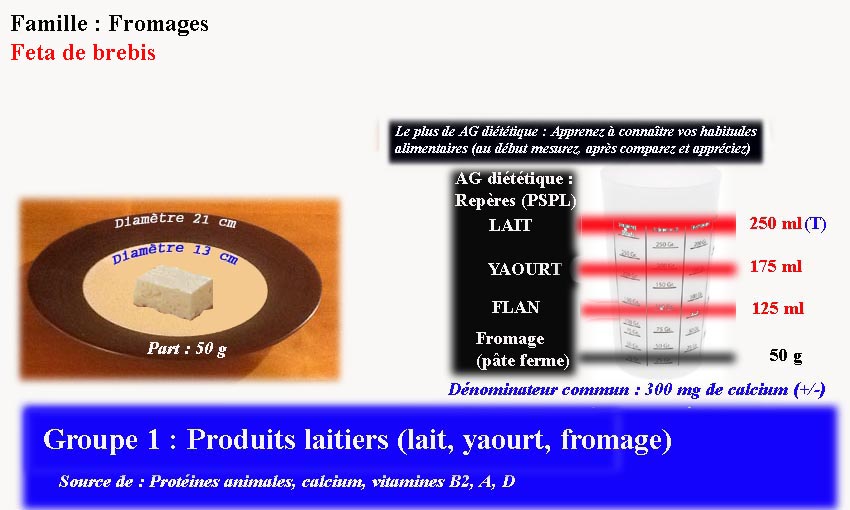 Famille : Fromages
Feta de brebis
Le plus de AG diététique : Apprenez à connaître vos habitudes
alimentaires (au début mesurez, après comparez et appréciez)
AG diététique :
Repères (PSPL)
LAIT 250 ml (T)
YAOURT 175 ml
FLAN 125 ml
Fromage
(pâte ferme) 50 g
Dénominateur commun : 300 mg de calcium (+/-)
Diamètre 21 cm
Diamètre 13 cm
Part : 50 g
Groupe 1 : Produits laitiers (lait, yaourt, fromage)
Source de : Protéines animales, calcium, vitamines B2, A, D